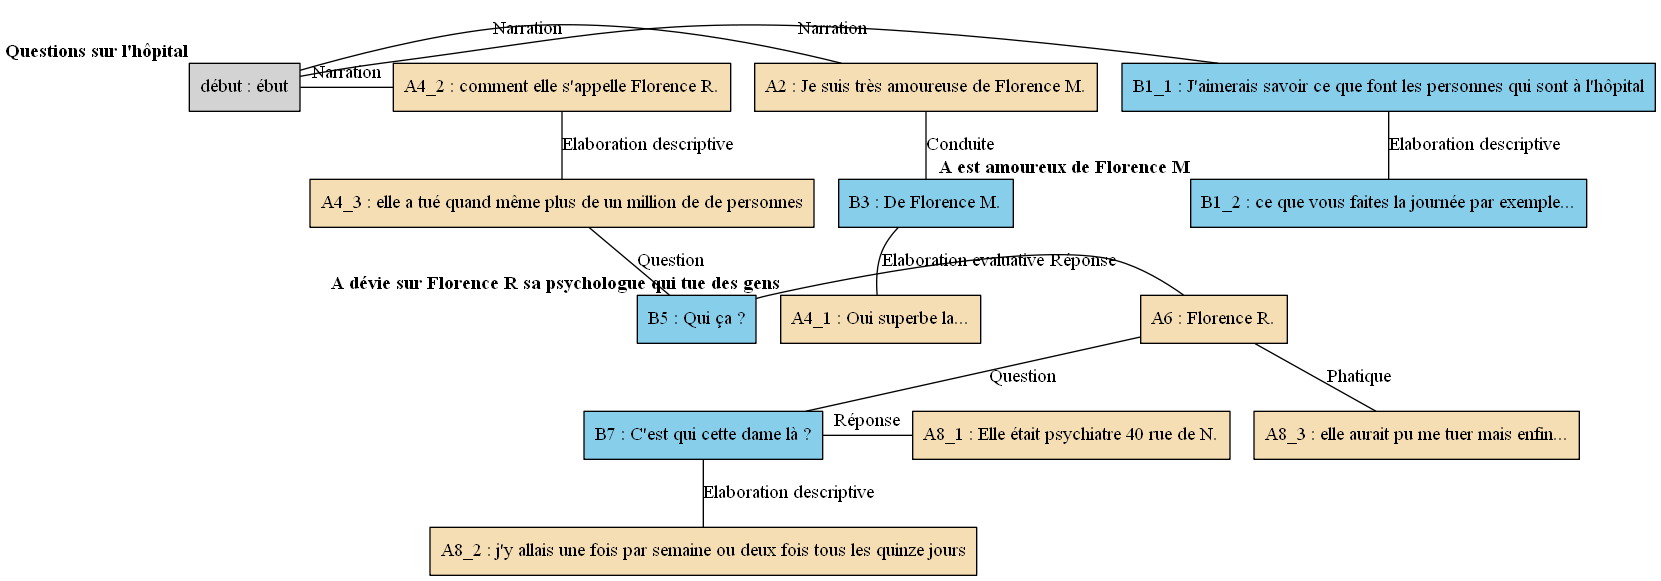 Narration
Narration
Questions sur l'hôpital
Narration
début : ébut
A4_2 : comment elle s'appelle Florence R.
A2 : Je suis très amoureuse de Florence M.
B1_1 : J'aimerais savoir ce que font les personnes qui sont à l'hôpital
Elaboration descriptive
Conduite
Elaboration descriptive
A est amoureux de Florence M
A4_3 : elle a tué quand même plus de un million de de personnes
B3 : De Florence M.
B1_2 : ce que vous faites la journée par exemple...
Question
Elaboration evaluative
Réponse
A dévie sur Florence R sa psychologue qui tue des gens
B5 : Qui ça ?
A4_1 : Oui superbe la...
A6 : Florence R.
Question
Phatique
B7 : C'est qui cette dame là ?
Réponse
A8_1 : Elle était psychiatre 40 rue de N.
A8_3 : elle aurait pu me tuer mais enfin...
Elaboration descriptive
A8_2 : j'y allais une fois par semaine ou deux fois tous les quinze jours